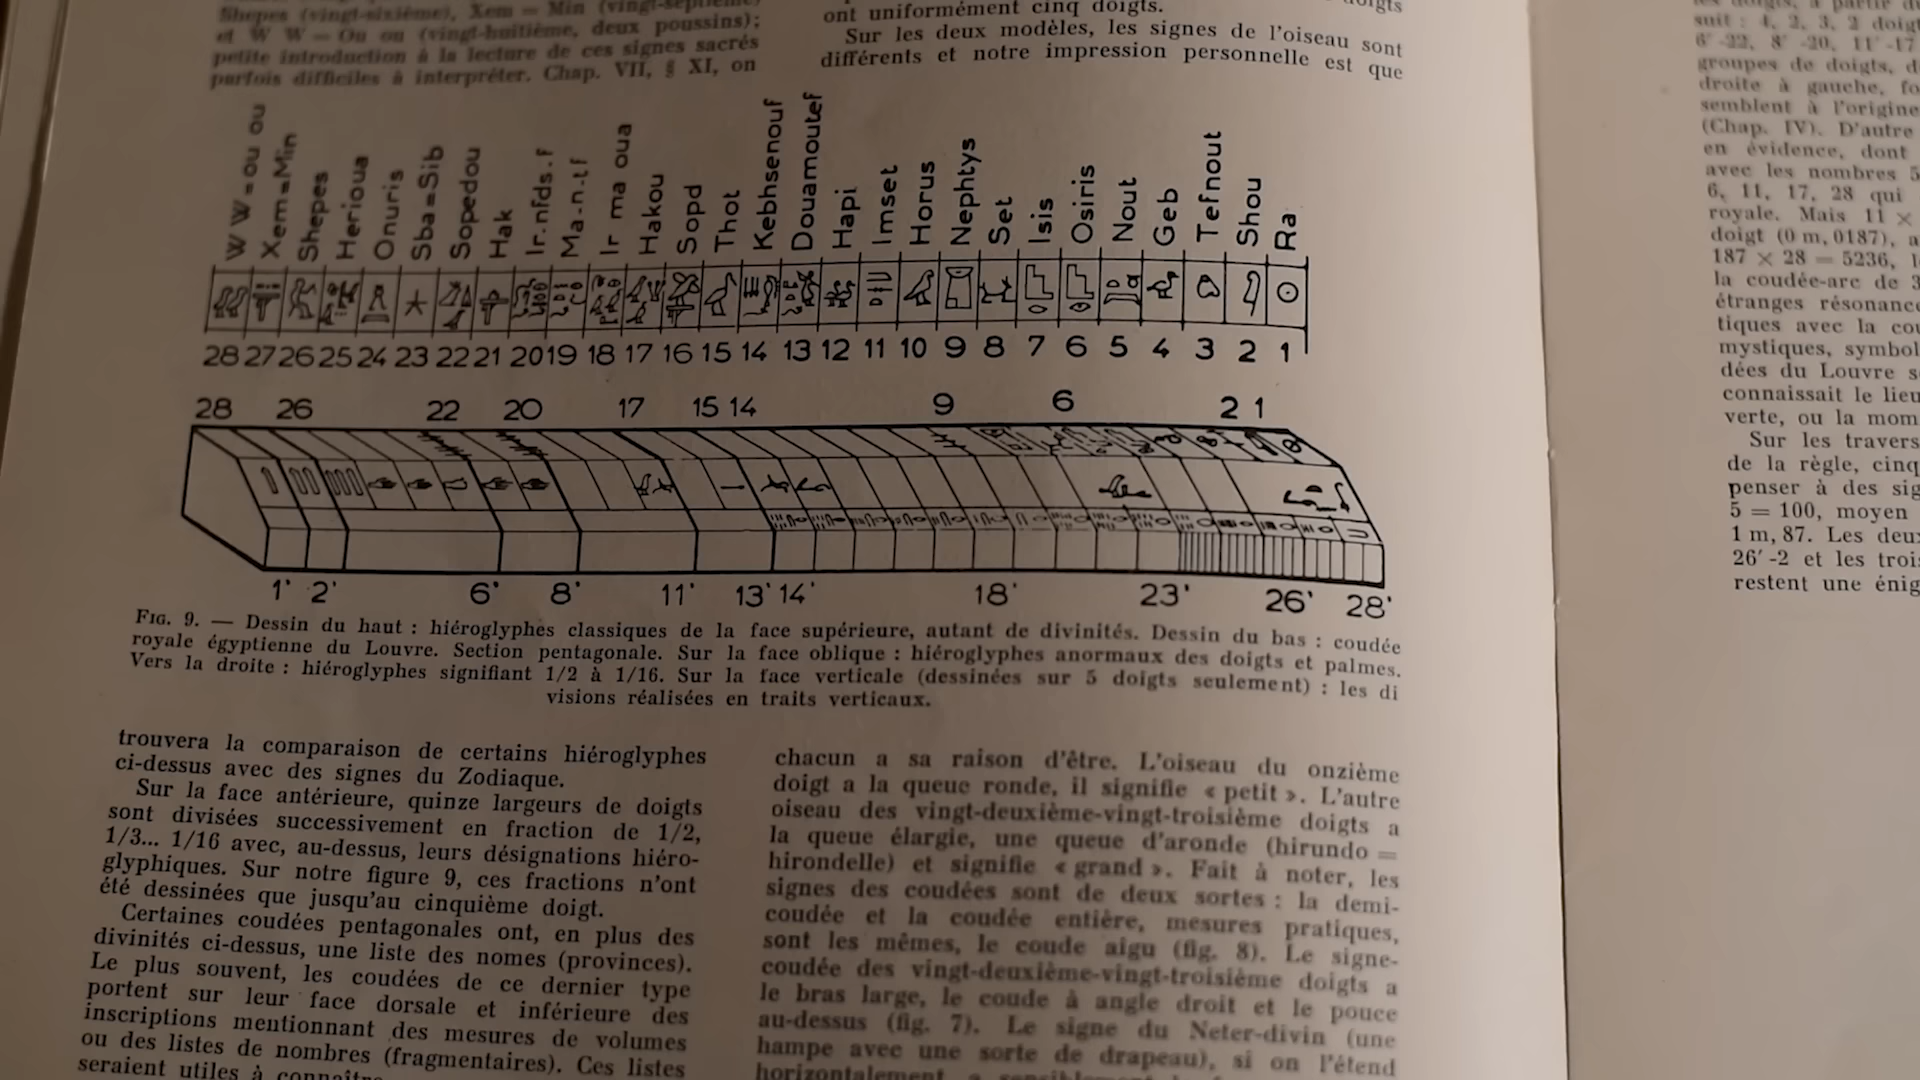 Shepes (vingt-sixième), Xem = Min (vingt-septième)
et W W = Ou ou (vingt-huitième, deux poussins);
petite introduction à la lecture de ces signes sacrés
parfois difficiles à interpréter. Chap. VII, § XI, on
doigts
ont uniformément cinq doigts.
Sur les deux modèles, les signes de l'oiseau sont
différents et notre impression personnelle est que
W W=ou ou
Xem=Min
Shepes
Herioua
Onuris
Sba=Sib
Sopedou
Hak
Ir.nfds.f
Ma-n-tf
Ir ma oua
Hakou
Sopd
Thot
Kebhsenouf
Douamoutef
Hapi
Imset
Horus
Nephtys
Set
Isis
Osiris
Nout
Geb
Tefnout
Shou
Ra
28 27 26 25 24 23 22 21 20 19 18 17 16 15 14 13 12 11 10 9 8 7 6 5 4 3 2 1
28 26 22 20 17 15 14 9 6 2 1
1' 2' 6' 8' 11' 13' 14' 18' 23' 26' 28'
FIG. 9. — Dessin du haut : hiéroglyphes classiques de la face supérieure, autant de divinités. Dessin du bas : coudée
royale égyptienne du Louvre. Section pentagonale. Sur la face oblique : hiéroglyphes anormaux des doigts et palmes.
Vers la droite : hiéroglyphes signifiant 1/2 à 1/16. Sur la face verticale (dessinées sur 5 doigts seulement) : les di
visions réalisées en traits verticaux.
trouvera la comparaison de certains hiéroglyphes
ci-dessus avec des signes du Zodiaque.
Sur la face antérieure, quinze largeurs de doigts
sont divisées successivement en fraction de 1/2,
1/3... 1/16 avec, au-dessus, leurs désignations hiéro-
glyphiques. Sur notre figure 9, ces fractions n'ont
été dessinées que jusqu'au cinquième doigt.
Certaines coudées pentagonales ont, en plus des
divinités ci-dessus, une liste des nomes (provinces).
Le plus souvent, les coudées de ce dernier type
portent sur leur face dorsale et inférieure des
inscriptions mentionnant des mesures de volumes
ou des listes de nombres (fragmentaires). Ces listes
seraient utiles à connaître
chacun a sa raison d'être. L'oiseau du onzième
doigt a la queue ronde, il signifie « petit ». L'autre
oiseau des vingt-deuxième-vingt-troisième doigts a
la queue élargie, une queue d'aronde (hirundo =
hirondelle) et signifie « grand ». Fait à noter, les
signes des coudées sont de deux sortes : la demi-
coudée et la coudée entière, mesures pratiques,
sont les mêmes, le coude aigu (fig. 8). Le signe-
coudée des vingt-deuxième-vingt-troisième doigts a
le bras large, le coude à angle droit et le pouce
au-dessus (fig. 7). Le signe du Neter-divin (une
hampe avec une sorte de drapeau), si on l'étend
horizontalement, a
suit : 4, 2, 3, 2 doigt
6'-22, 8'-20, 11'-17
groupes de doigts, d
droite à gauche, fo
semblent à l'origine
(Chap. IV). D'autre
en évidence, dont
avec les nombres 5
6, 11, 17, 28 qui
royale. Mais 11 ×
doigt (0 m, 0187), a
187 × 28 = 5236, l
la coudée-arc de 3
étranges résonance
tiques avec la cou
mystiques, symbol
dées du Louvre s
connaissait le lieu
verte, ou la mom
Sur les travers
de la règle, cinq
penser à des sig
5 = 100, moyen
1 m, 87. Les deux
26'-2 et les trois
restent une énig